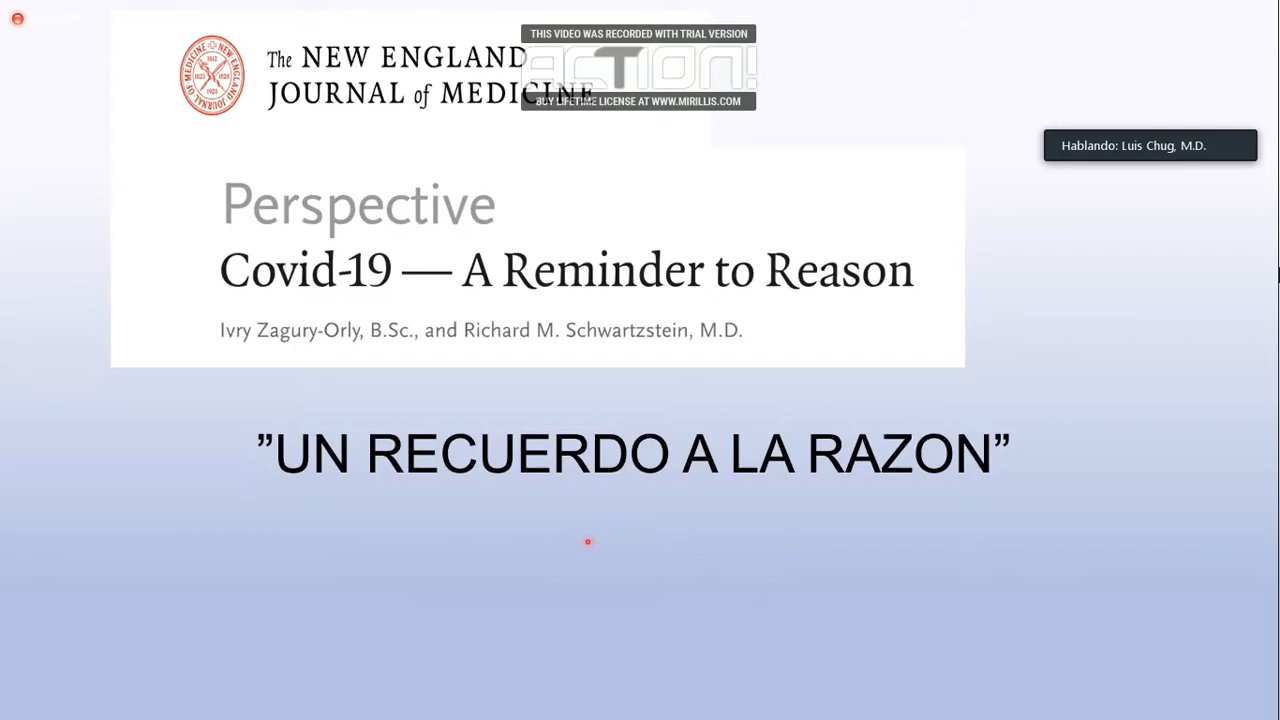 THIS VIDEO WAS RECORDED WITH TRIAL VERSION
ACTION!
BUY LIFETIME LICENSE AT WWW.MIRILLIS.COM
The NEW ENGLAND
JOURNAL of MEDICINE
Hablando: Luis Chug, M.D.
Perspective
Covid-19 — A Reminder to Reason
Ivry Zagury-Orly, B.Sc., and Richard M. Schwartzstein, M.D.
”UN RECUERDO A LA RAZON”